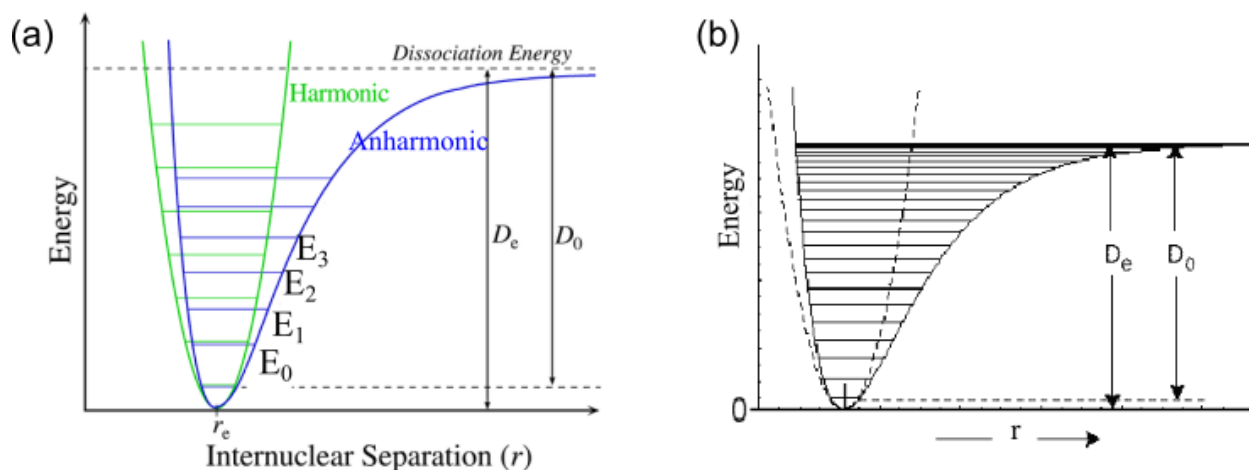 (a)
Dissociation Energy
Harmonic
Anharmonic
Energy
Dₑ
D₀
E₃
E₂
E₁
E₀
rₑ
Internuclear Separation (r)
(b)
Energy
Dₑ
D₀
0
r